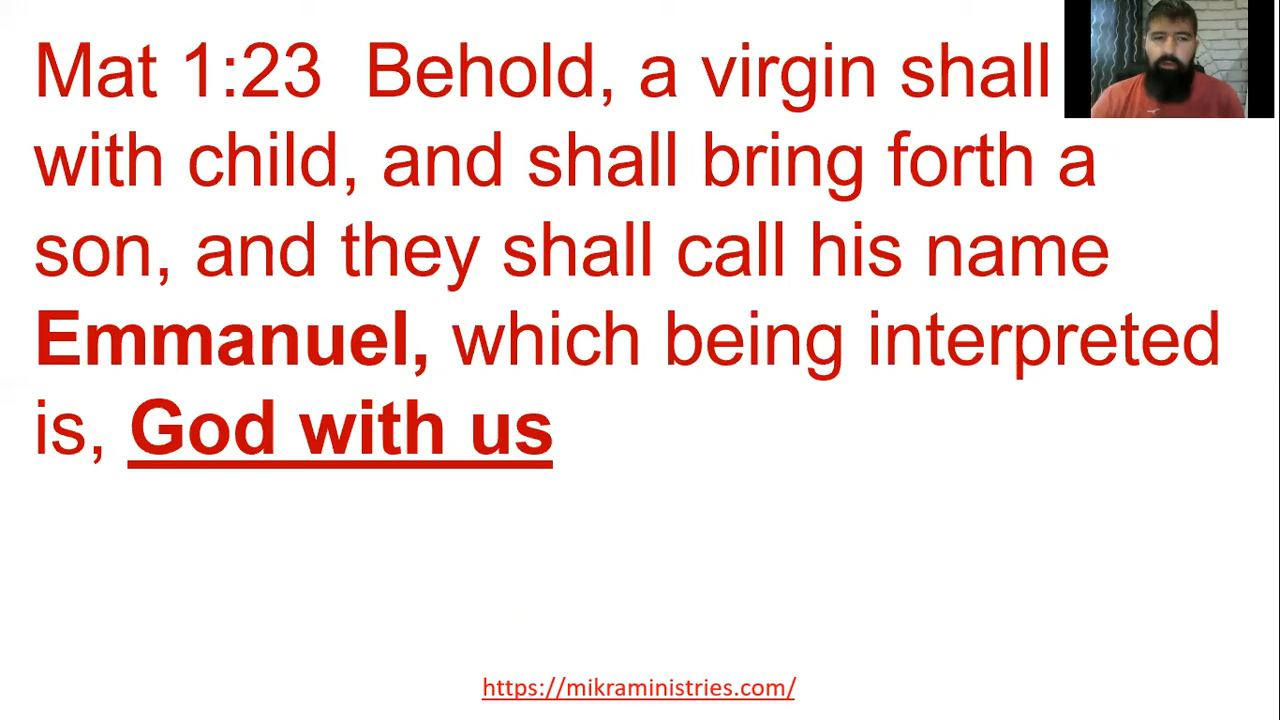 Mat 1:23 Behold, a virgin shall
with child, and shall bring forth a
son, and they shall call his name
Emmanuel, which being interpreted
is, God with us
https://mikraministries.com/